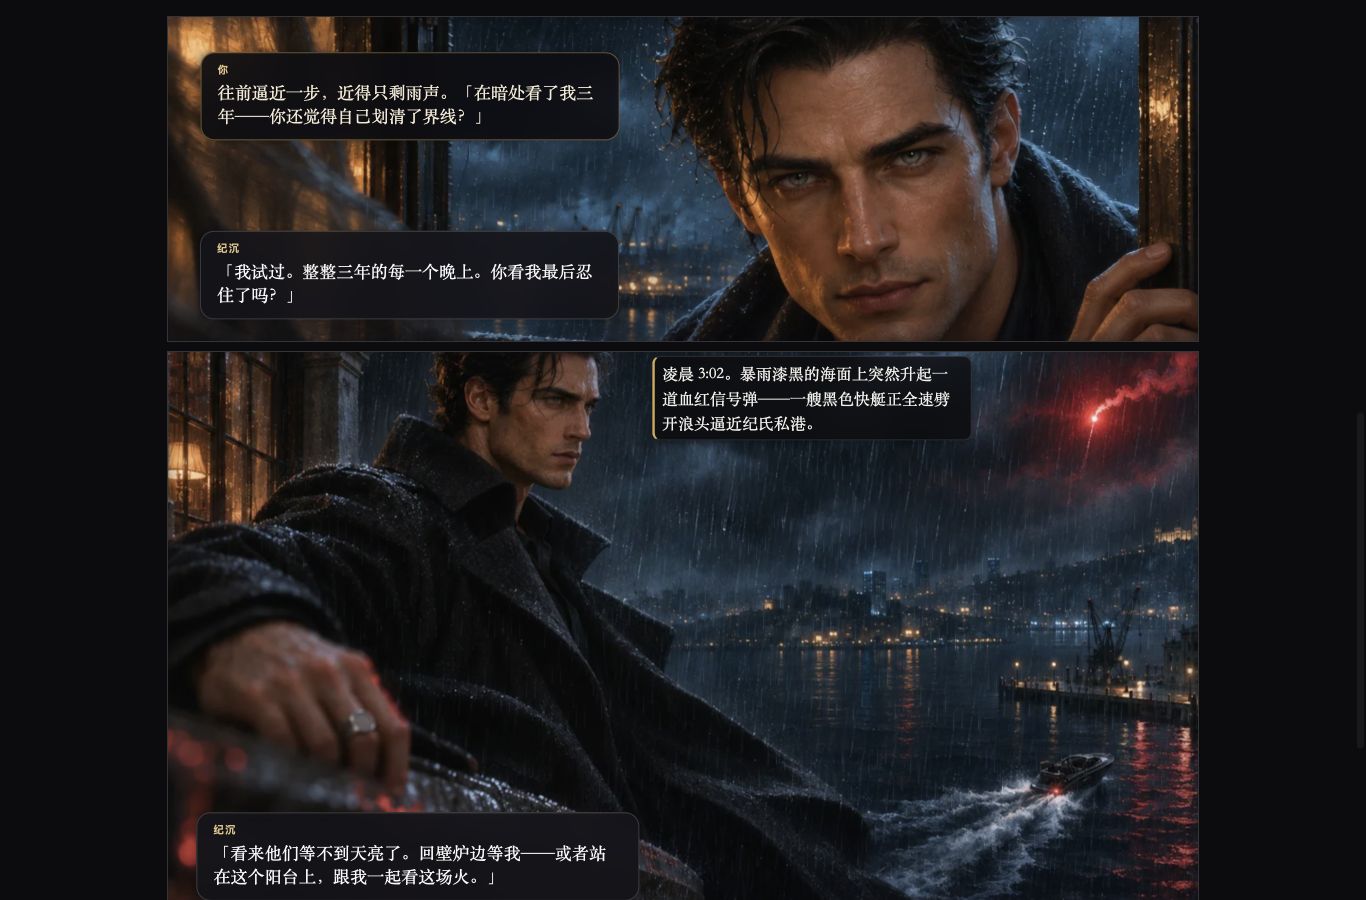 你
往前逼近一步，近得只剩雨声。「在暗处看了我三
年——你还觉得自己划清了界线？」
纪沉
「我试过。整整三年的每一个晚上。你看我最后忍
住了吗？」
凌晨 3:02。暴雨漆黑的海面上突然升起一
道血红信号弹——一艘黑色快艇正全速劈
开浪头逼近纪氏私港。
纪沉
「看来他们等不到天亮了。回壁炉边等我——或者站
在这个阳台上，跟我一起看这场火。」